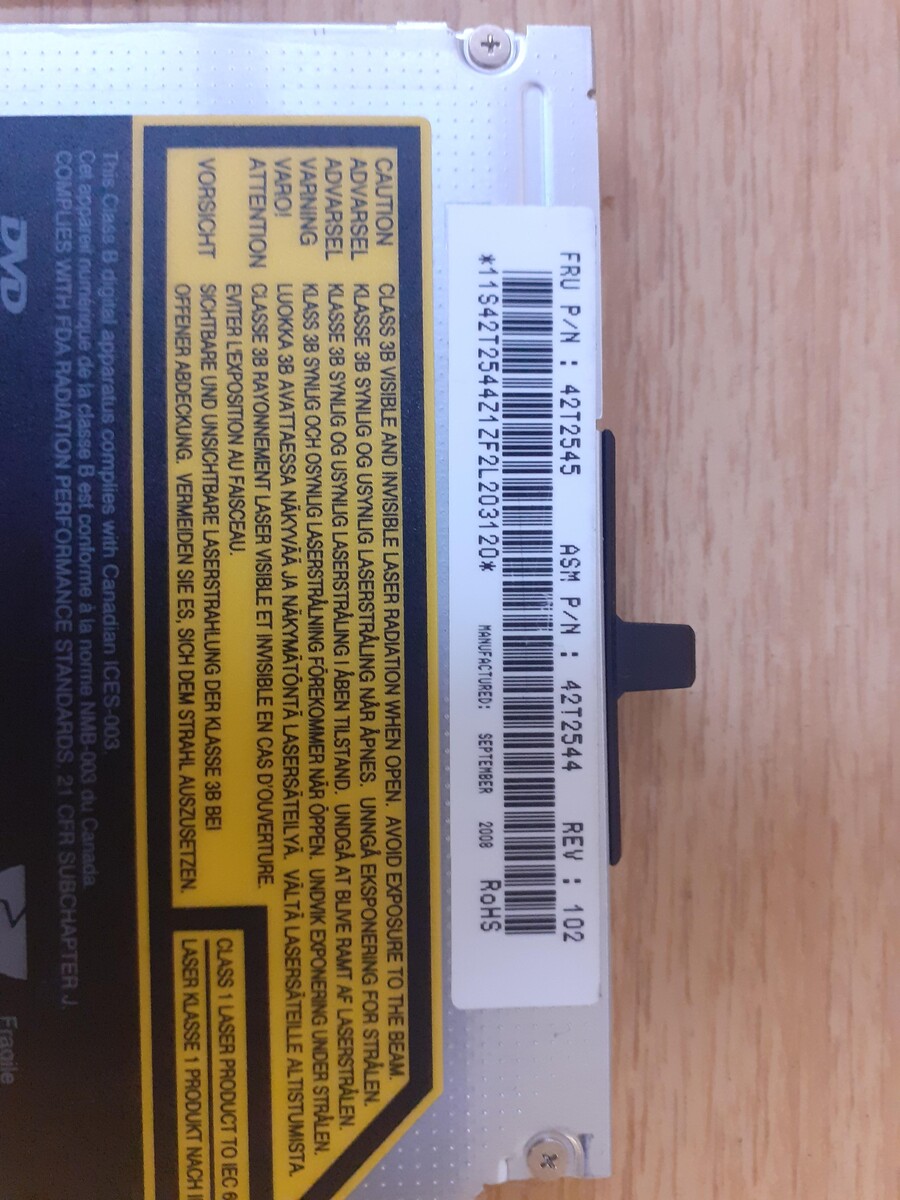 FRU P/N : 42T2545 ASM P/N : 42T2544 REV : 102
*11S42T2544Z1ZF2L203120* MANUFACTURED: SEPTEMBER 2008 RoHS
CAUTION CLASS 3B VISIBLE AND INVISIBLE LASER RADIATION WHEN OPEN. AVOID EXPOSURE TO THE BEAM.
ADVARSEL KLASSE 3B SYNLIG OG USYNLIG LASERSTRÅLING NÅR ÅPNES. UNNGÅ EKSPONERING FOR STRÅLEN.
ADVARSEL KLASSE 3B SYNLIG OG USYNLIG LASERSTRÅLING I ÅBEN TILSTAND. UNDGÅ AT BLIVE RAMT AF LASERSTRÅLEN.
VARNING KLASS 3B SYNLIG OCH OSYNLIG LASERSTRÅLNING FÖREKOMMER NÄR ÖPPEN. UNDVIK EXPONERING UNDER STRÅLEN.
VARO! LUOKKA 3B AVATTAESSA NÄKYVÄÄ JA NÄKYMÄTÖNTÄ LASERSÄTEILYÄ. VÄLTÄ LASERSÄTEILLE ALTISTUMISTA.
ATTENTION CLASSE 3B RAYONNEMENT LASER VISIBLE ET INVISIBLE EN CAS D'OUVERTURE.
EVITER L'EXPOSITION AU FAISCEAU.
VORSICHT SICHTBARE UND UNSICHTBARE LASERSTRAHLUNG DER KLASSE 3B BEI
OFFENER ABDECKUNG. VERMEIDEN SIE ES, SICH DEM STRAHL AUSZUSETZEN.
CLASS 1 LASER PRODUCT TO IEC 6
LASER KLASSE 1 PRODUKT NACH
This Class B digital apparatus complies with Canadian ICES-003.
Cet appareil numérique de la classe B est conforme à la norme NMB-003 du Canada
COMPLIES WITH FDA RADIATION PERFORMANCE STANDARDS, 21 CFR SUBCHAPTER J.
DVD
Fragile